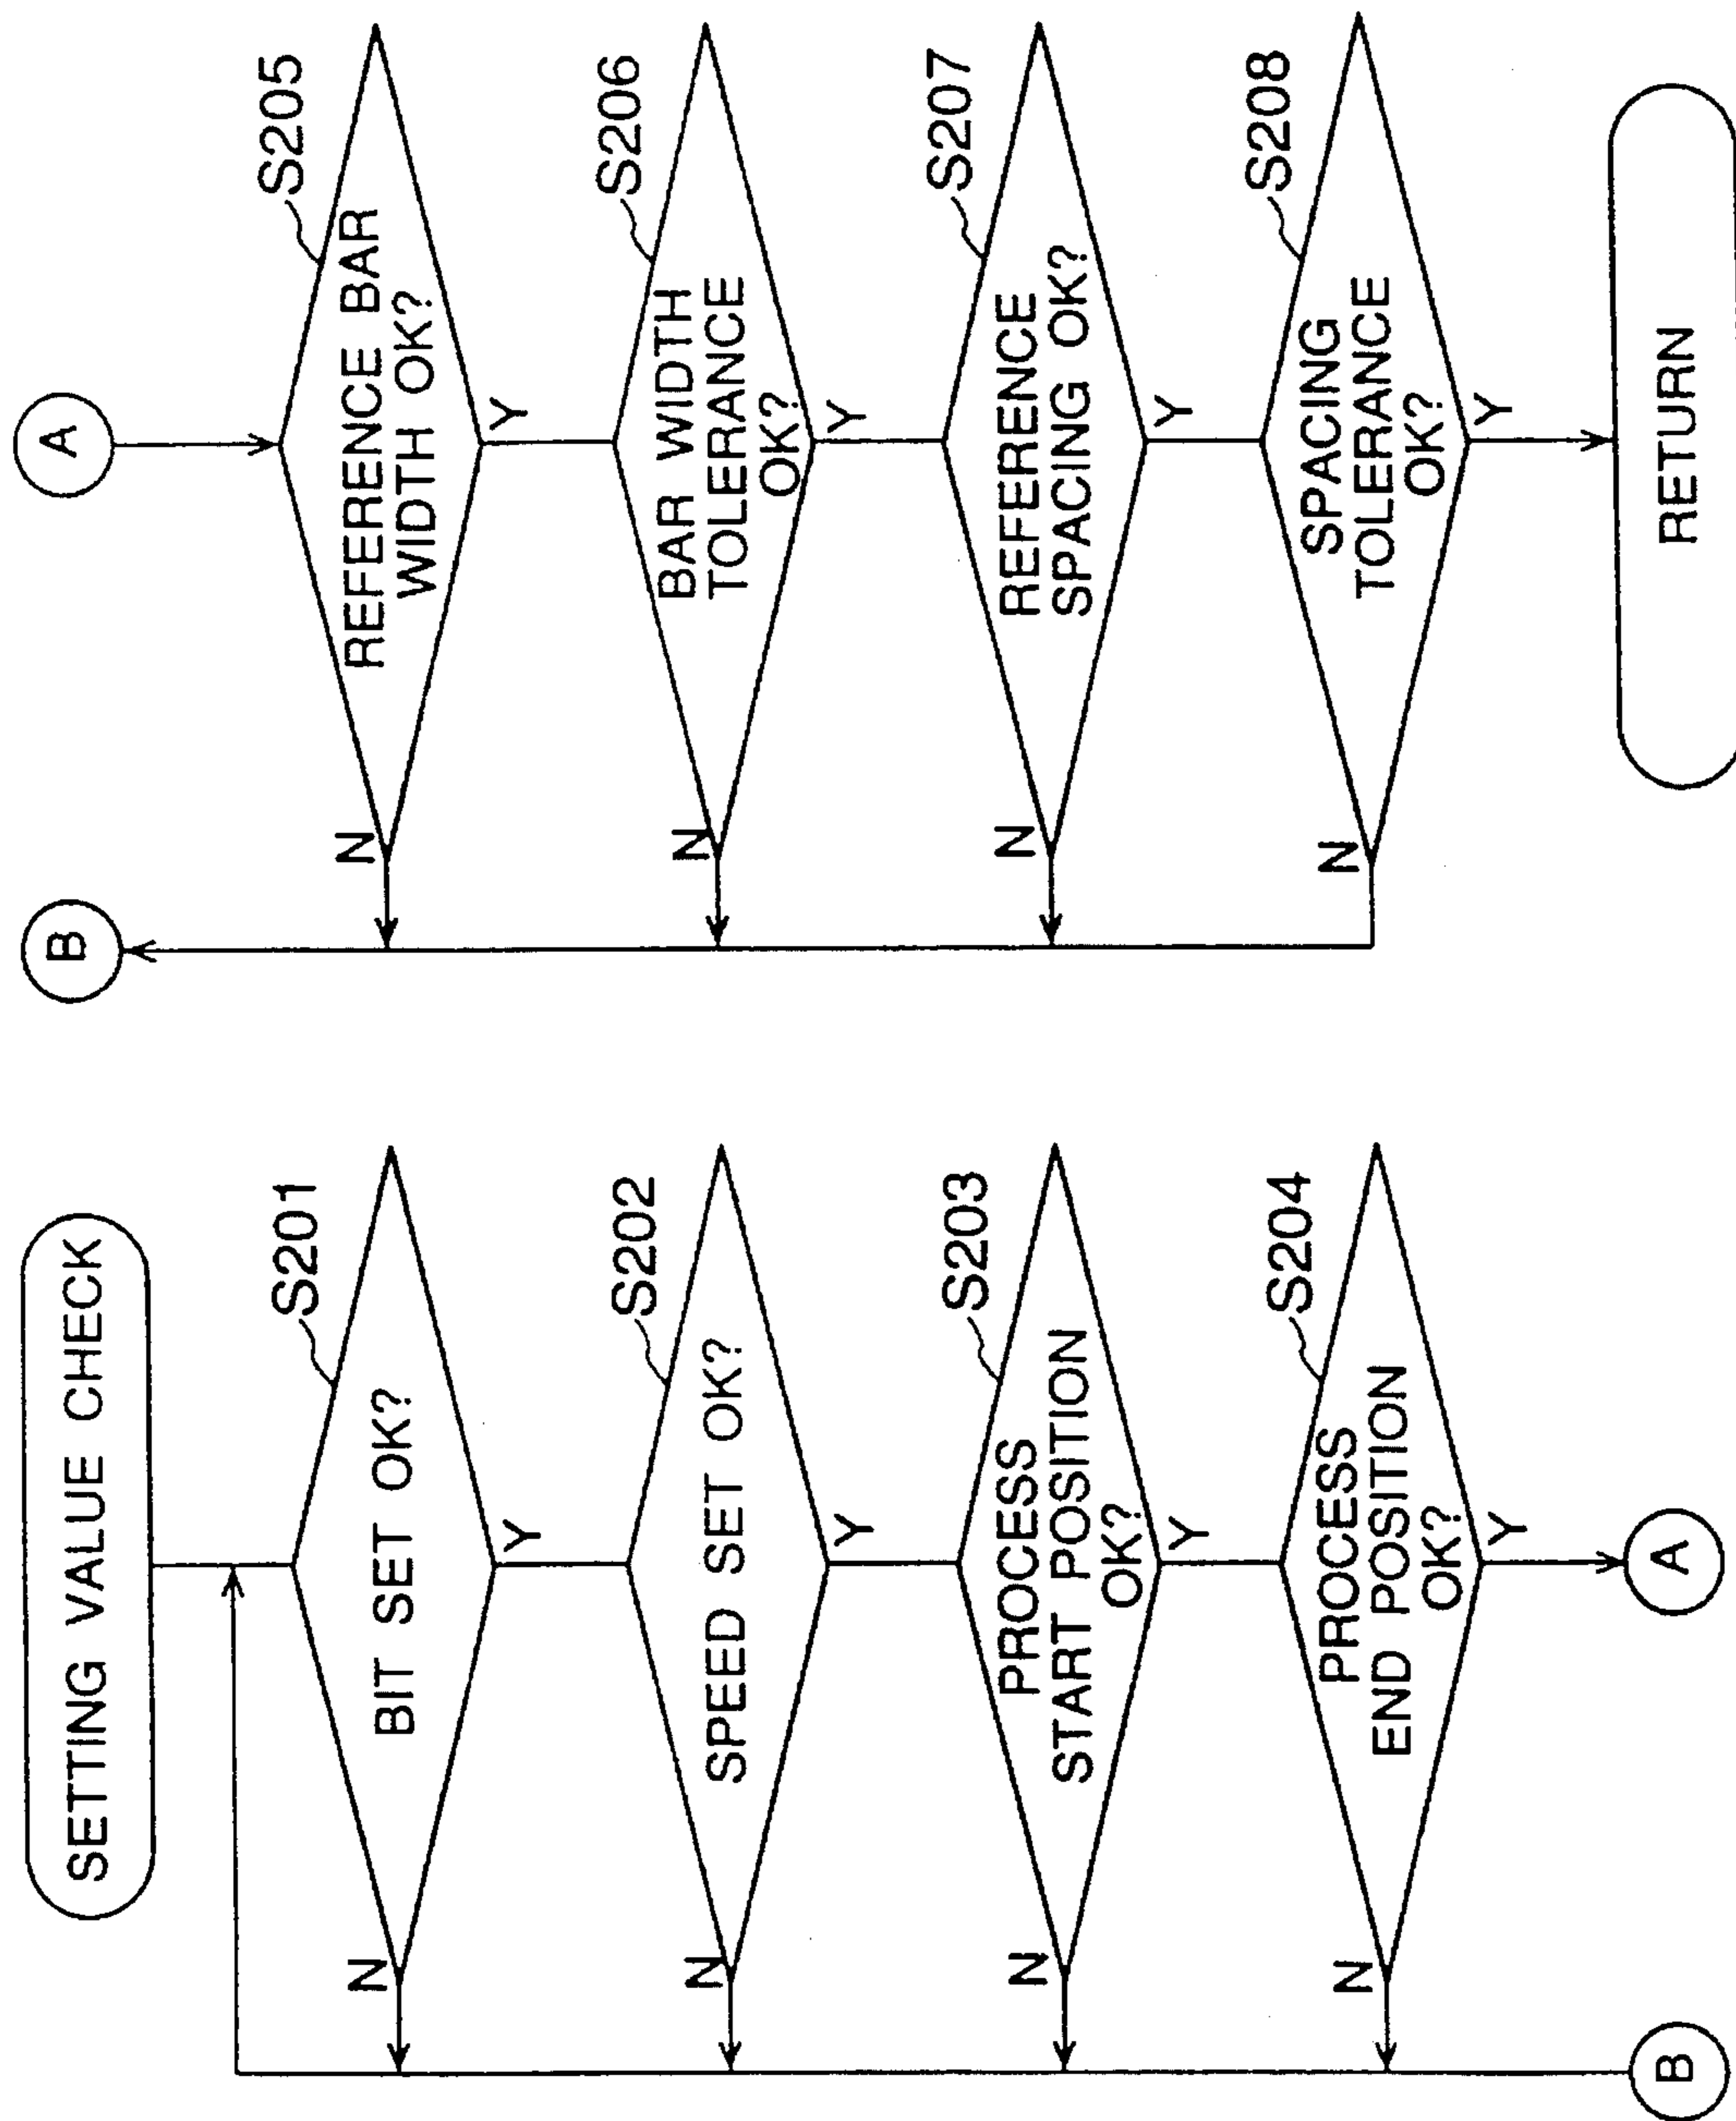 SETTING VALUE CHECK
S201
BIT SET OK?
N
Y
S202
SPEED SET OK?
N
Y
S203
PROCESS
START POSITION
OK?
N
Y
S204
PROCESS
END POSITION
OK?
N
Y
B
A
B
A
S205
REFERENCE BAR
WIDTH OK?
N
Y
S206
BAR WIDTH
TOLERANCE
OK?
N
Y
S207
REFERENCE
SPACING OK?
N
Y
S208
SPACING
TOLERANCE
OK?
N
Y
RETURN